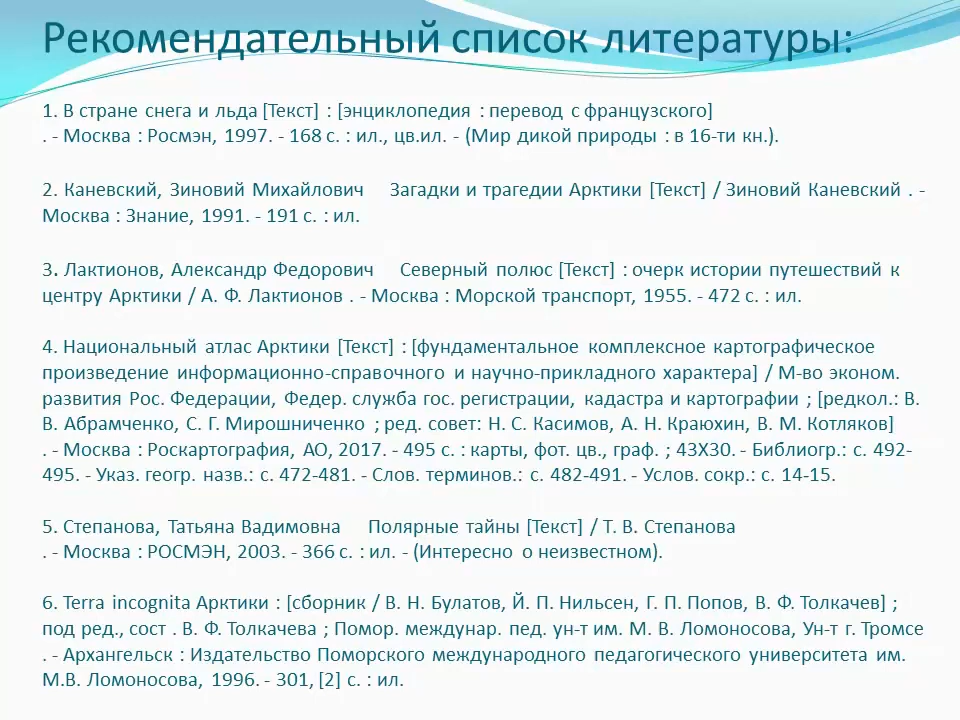 Рекомендательный список литературы:
1. В стране снега и льда [Текст] : [энциклопедия : перевод с французского]
. - Москва : Росмэн, 1997. - 168 с. : ил., цв.ил. - (Мир дикой природы : в 16-ти кн.).
2. Каневский, Зиновий Михайлович Загадки и трагедии Арктики [Текст] / Зиновий Каневский . -
Москва : Знание, 1991. - 191 с. : ил.
3. Лактионов, Александр Федорович Северный полюс [Текст] : очерк истории путешествий к
центру Арктики / А. Ф. Лактионов . - Москва : Морской транспорт, 1955. - 472 с. : ил.
4. Национальный атлас Арктики [Текст] : [фундаментальное комплексное картографическое
произведение информационно-справочного и научно-прикладного характера] / М-во эконом.
развития Рос. Федерации, Федер. служба гос. регистрации, кадастра и картографии ; [редкол.: В.
В. Абрамченко, С. Г. Мирошниченко ; ред. совет: Н. С. Касимов, А. Н. Краюхин, В. М. Котляков]
. - Москва : Роскартография, АО, 2017. - 495 с. : карты, фот. цв., граф. ; 43Х30. - Библиогр.: с. 492-
495. - Указ. геогр. назв.: с. 472-481. - Слов. терминов.: с. 482-491. - Услов. сокр.: с. 14-15.
5. Степанова, Татьяна Вадимовна Полярные тайны [Текст] / Т. В. Степанова
. - Москва : РОСМЭН, 2003. - 366 с. : ил. - (Интересно о неизвестном).
6. Terra incognita Арктики : [сборник / В. Н. Булатов, Й. П. Нильсен, Г. П. Попов, В. Ф. Толкачев] ;
под ред., сост . В. Ф. Толкачева ; Помор. междунар. пед. ун-т им. М. В. Ломоносова, Ун-т г. Тромсе
. - Архангельск : Издательство Поморского международного педагогического университета им.
М.В. Ломоносова, 1996. - 301, [2] с. : ил.